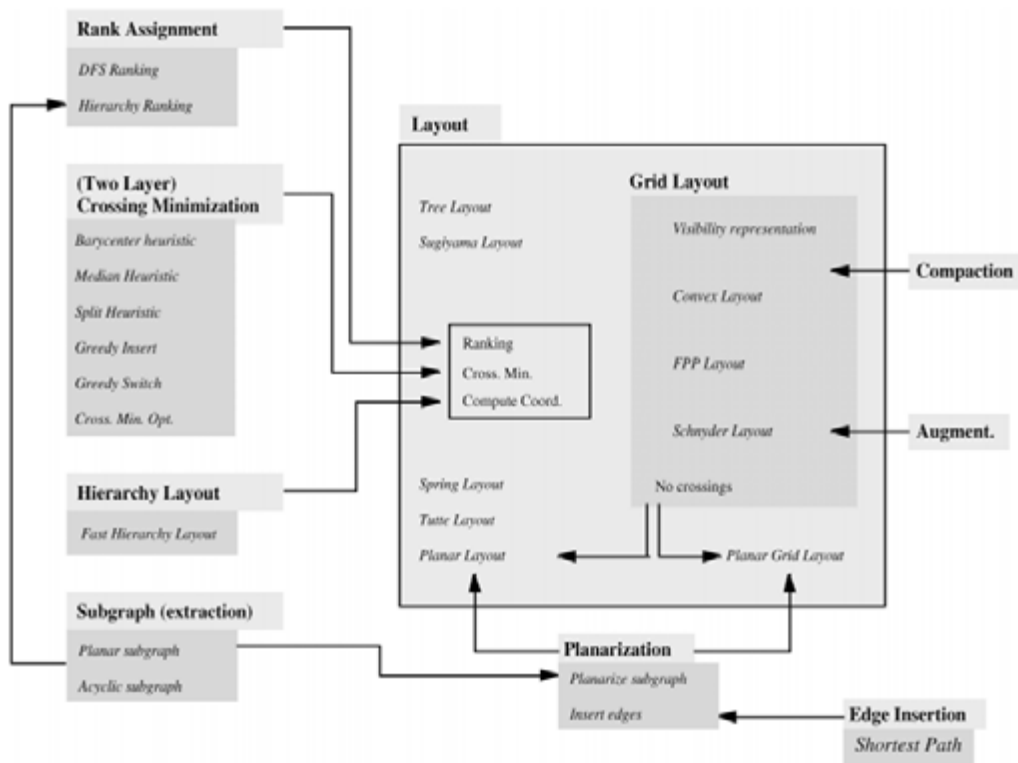 Rank Assignment
DFS Ranking
Hierarchy Ranking
(Two Layer)
Crossing Minimization
Barycenter heuristic
Median Heuristic
Split Heuristic
Greedy Insert
Greedy Switch
Cross. Min. Opt.
Hierarchy Layout
Fast Hierarchy Layout
Subgraph (extraction)
Planar subgraph
Acyclic subgraph
Layout
Tree Layout
Sugiyama Layout
Ranking
Cross. Min.
Compute Coord.
Spring Layout
Tutte Layout
Planar Layout
Grid Layout
Visibility representation
Convex Layout
FPP Layout
Schnyder Layout
No crossings
Planar Grid Layout
Compaction
Augment.
Planarization
Planarize subgraph
Insert edges
Edge Insertion
Shortest Path